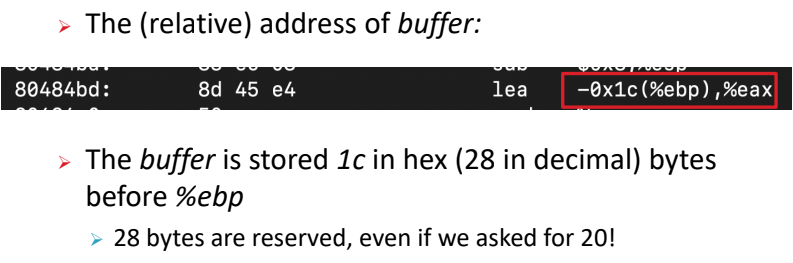 The (relative) address of buffer:
80484bd: 8d 45 e4 lea -0x1c(%ebp),%eax
The buffer is stored 1c in hex (28 in decimal) bytes
before %ebp
28 bytes are reserved, even if we asked for 20!